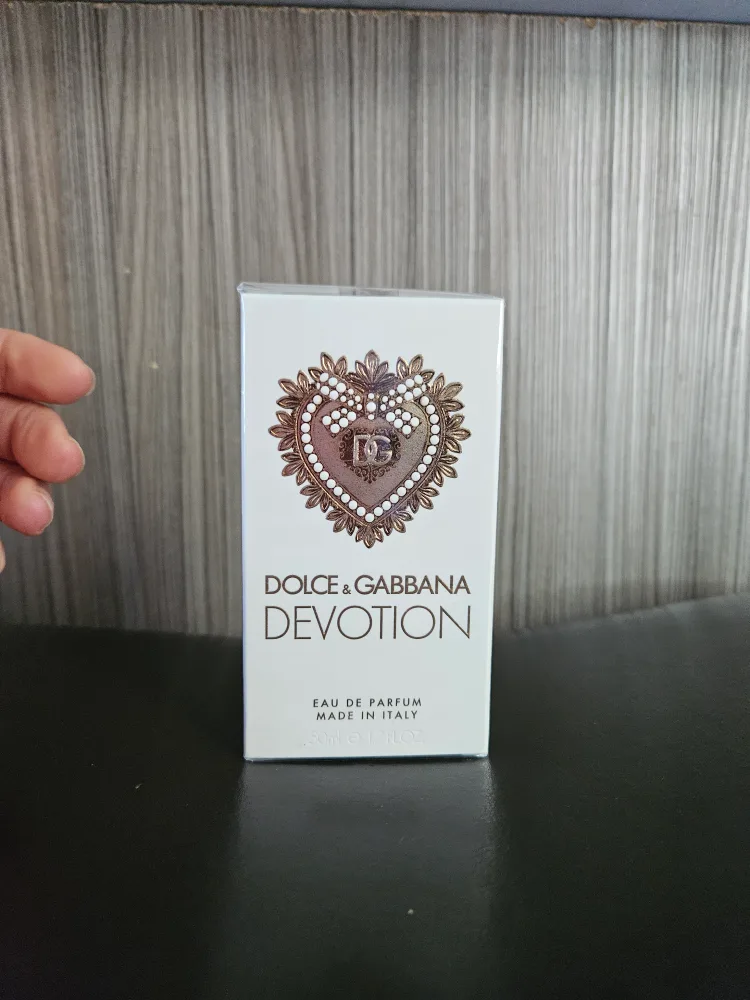 DG
DOLCE & GABBANA
DEVOTION
EAU DE PARFUM
MADE IN ITALY